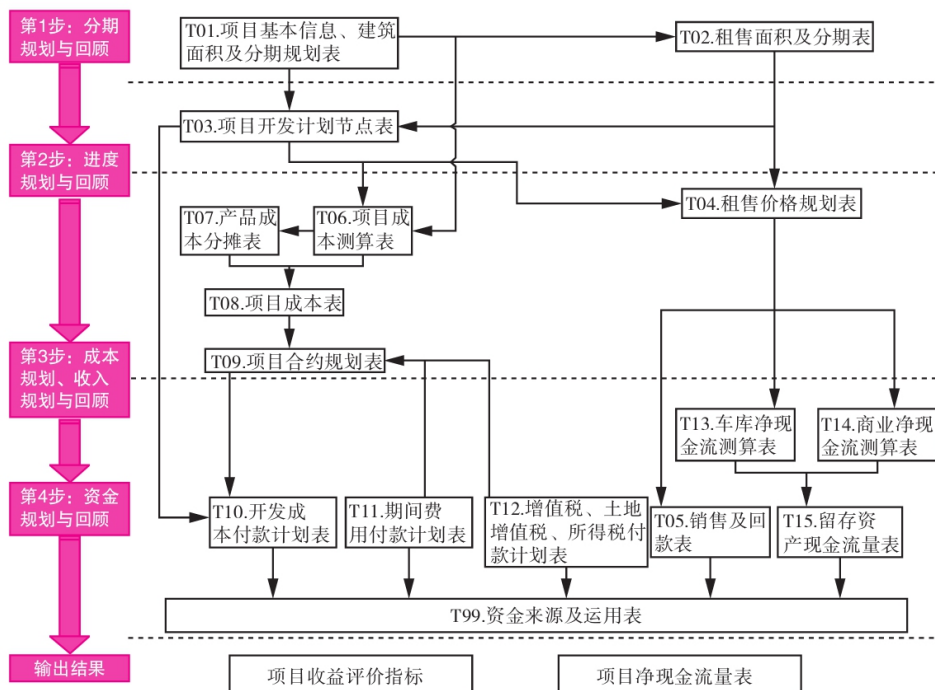 第1步：分期
规划与回顾
T01.项目基本信息、建筑
面积及分期规划表
T02.租售面积及分期表
T03.项目开发计划节点表
第2步：进度
规划与回顾
T04.租售价格规划表
T07.产品成
本分摊表
T06.项目成
本测算表
T08.项目成本表
第3步：成本
规划、收入
规划与回顾
T09.项目合约规划表
T13.车库净现
金流测算表
T14.商业净现
金流测算表
第4步：资金
规划与回顾
T10.开发成
本付款计划表
T11.期间费
用付款计划表
T12.增值税、土地
增值税、所得税付
款计划表
T05.销售及回
款表
T15.留存资
产现金流量表
T99.资金来源及运用表
输出结果
项目收益评价指标
项目净现金流量表